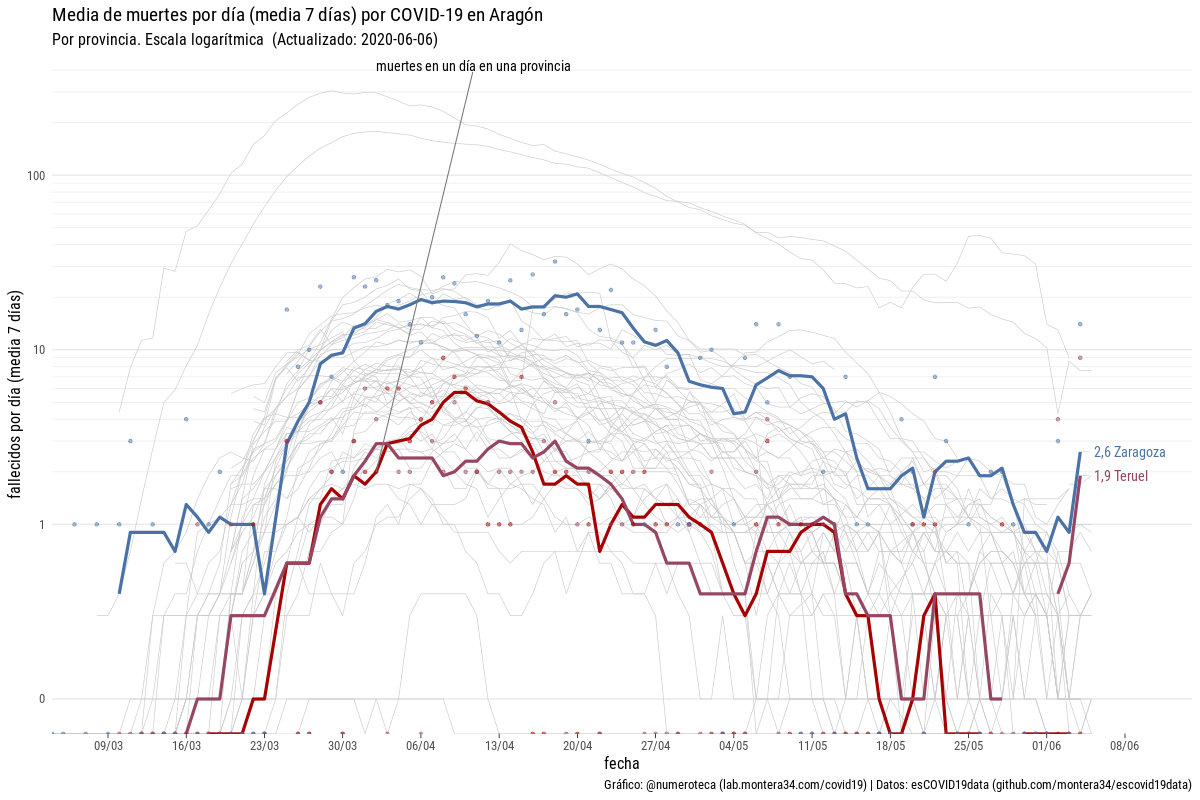 Media de muertes por día (media 7 días) por COVID-19 en Aragón
Por provincia. Escala logarítmica (Actualizado: 2020-06-06)
muertes en un día en una provincia
fallecidos por día (media 7 días)
100
10
1
0
2,6 Zaragoza
1,9 Teruel
09/03 16/03 23/03 30/03 06/04 13/04 20/04 27/04 04/05 11/05 18/05 25/05 01/06 08/06
fecha
Gráfico: @numeroteca (lab.montera34.com/covid19) | Datos: esCOVID19data (github.com/montera34/escovid19data)